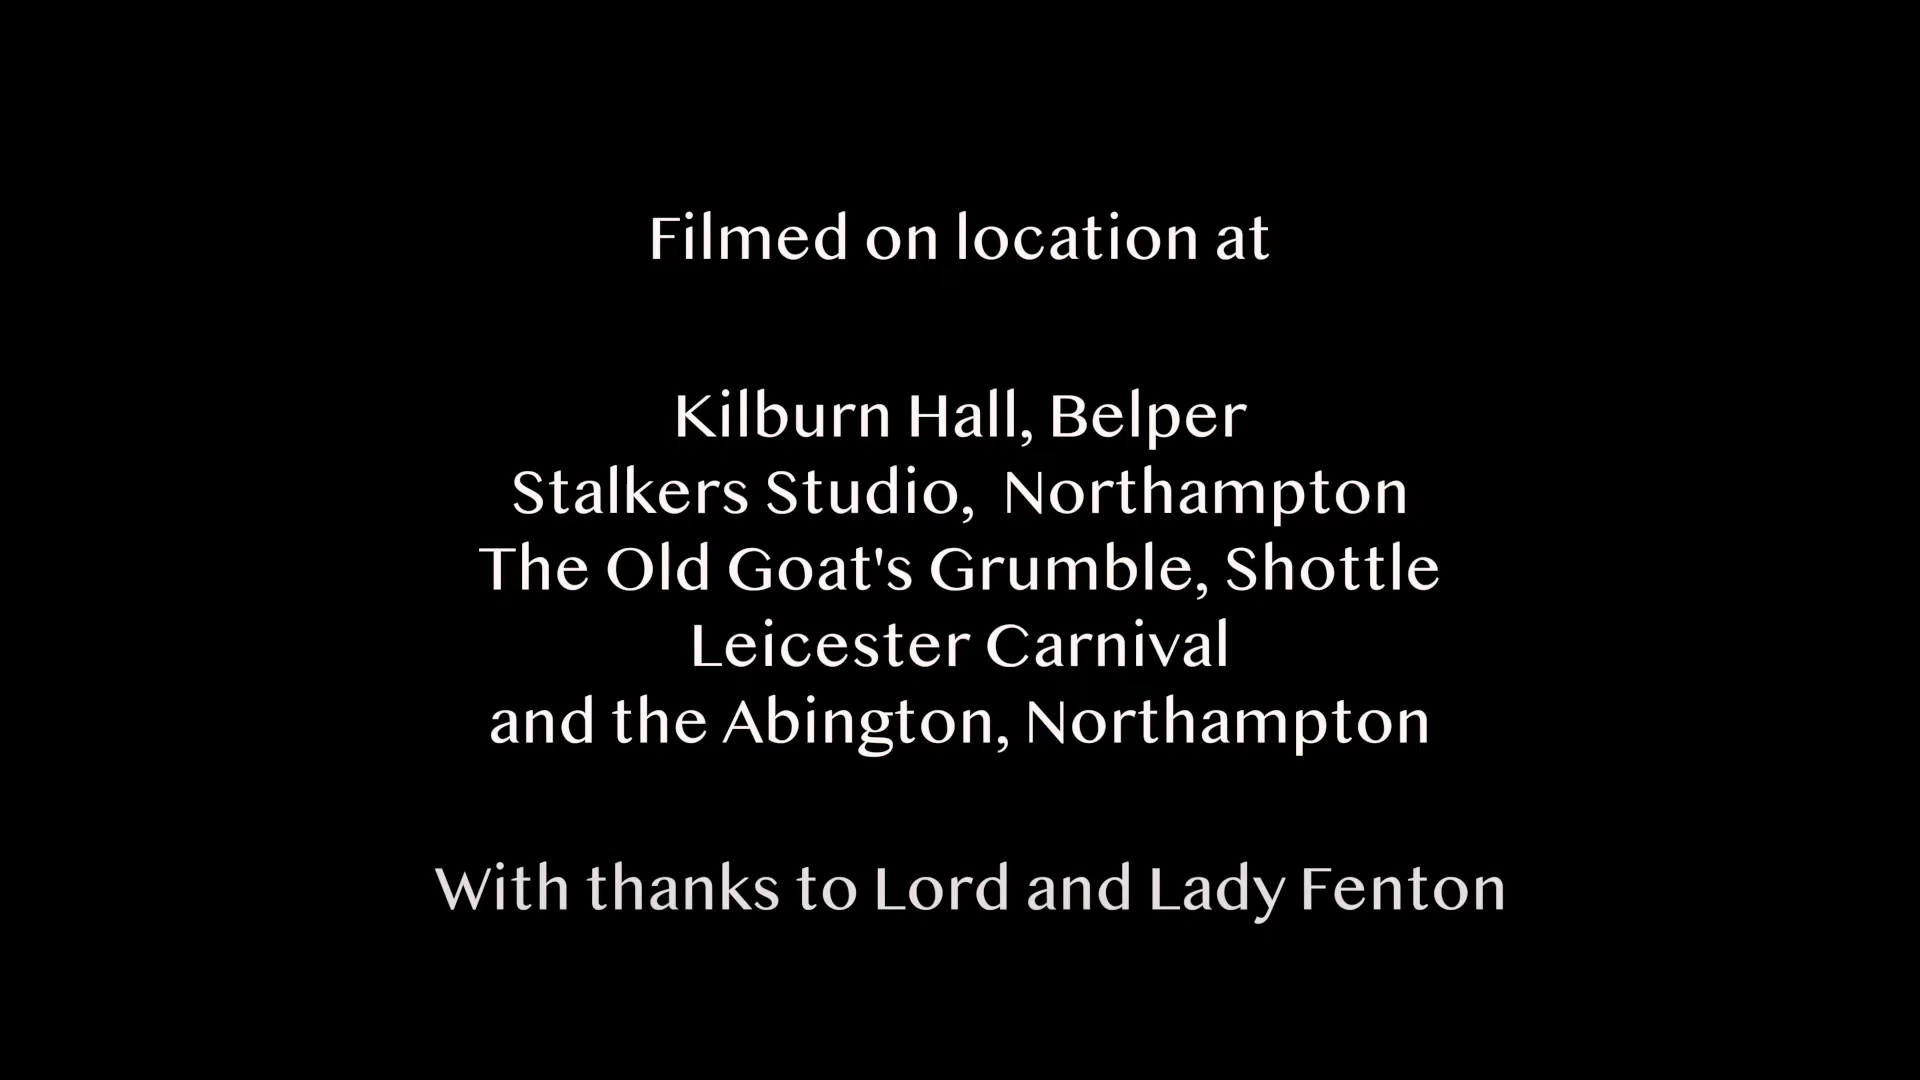 Filmed on location at
Kilburn Hall, Belper
Stalkers Studio, Northampton
The Old Goat's Grumble, Shottle
Leicester Carnival
and the Abington, Northampton
With thanks to Lord and Lady Fenton